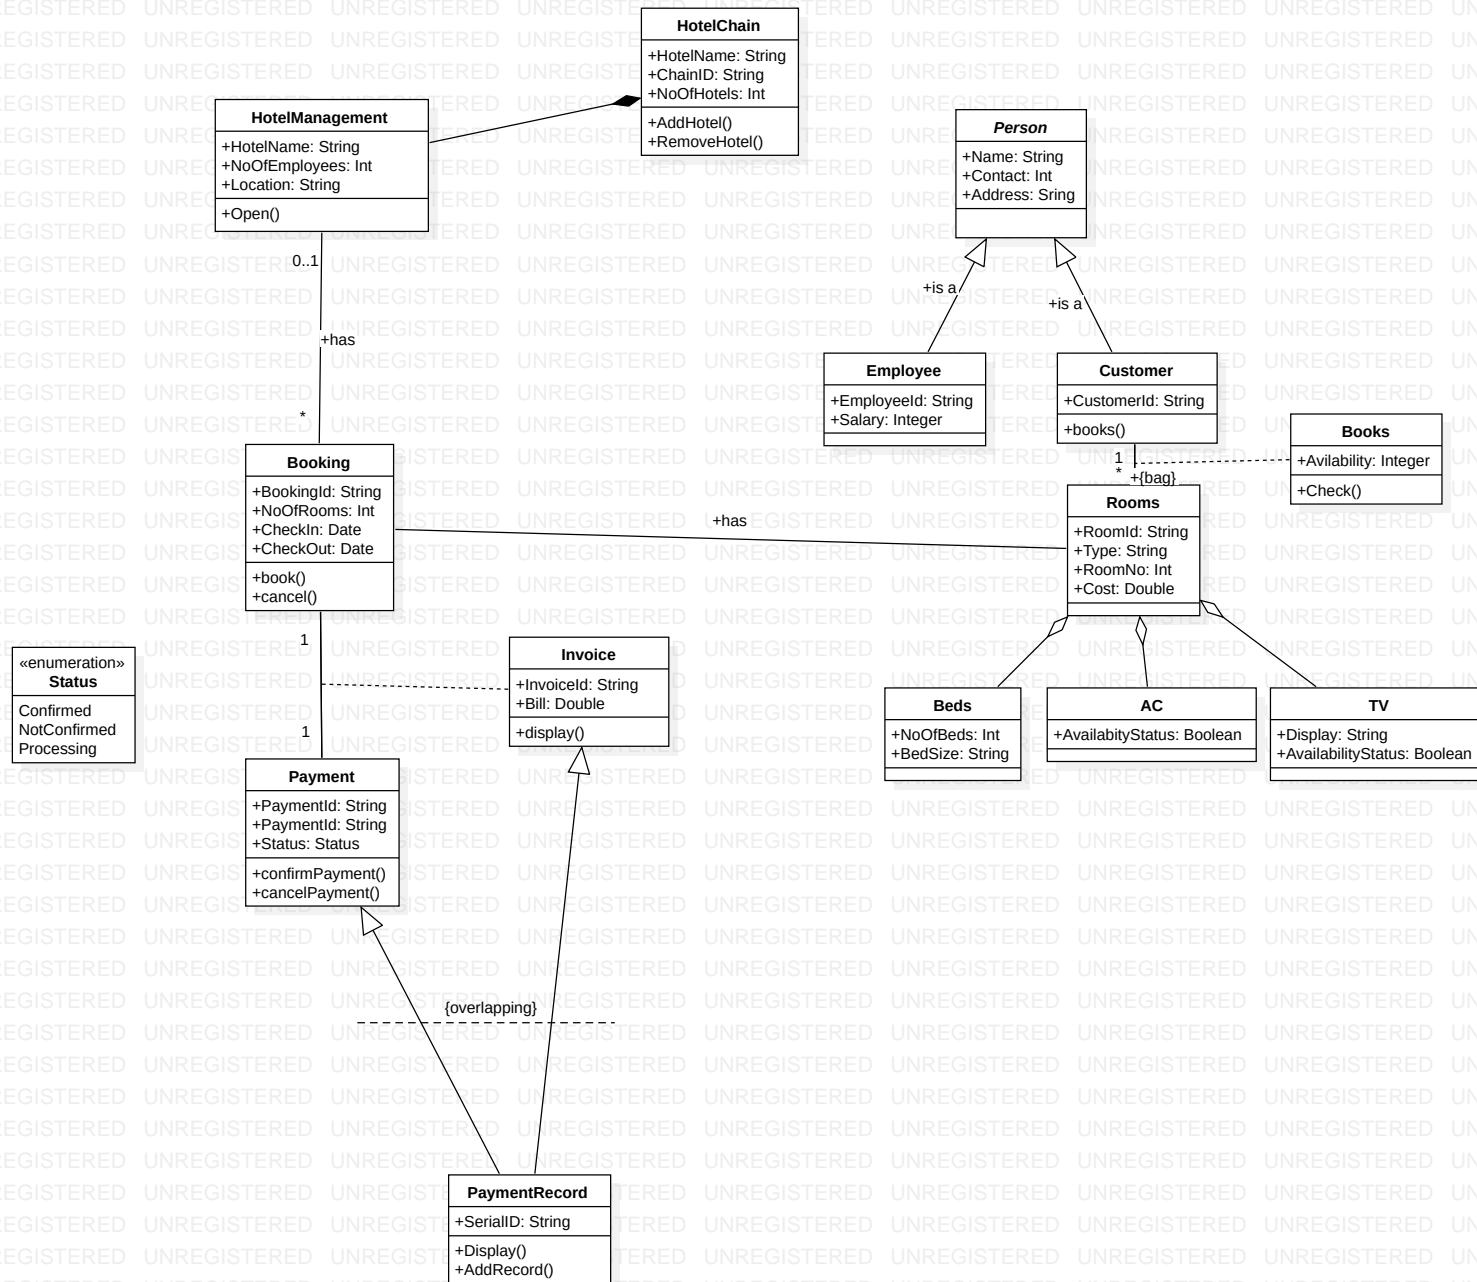 HotelChain
+HotelName: String
+ChainID: String
+NoOfHotels: Int
+AddHotel()
+RemoveHotel()
HotelManagement
+HotelName: String
+NoOfEmployees: Int
+Location: String
+Open()
Person
+Name: String
+Contact: Int
+Address: Sring
0..1
+has
*
+is a
+is a
Employee
+EmployeeId: String
+Salary: Integer
Customer
+CustomerId: String
+books()
Books
+Avilability: Integer
+Check()
1
*
+{bag}
Booking
+BookingId: String
+NoOfRooms: Int
+CheckIn: Date
+CheckOut: Date
+book()
+cancel()
+has
Rooms
+RoomId: String
+Type: String
+RoomNo: Int
+Cost: Double
1
1
«enumeration»
Status
Confirmed
NotConfirmed
Processing
Invoice
+InvoiceId: String
+Bill: Double
+display()
Beds
+NoOfBeds: Int
+BedSize: String
AC
+AvailabityStatus: Boolean
TV
+Display: String
+AvailabilityStatus: Boolean
Payment
+PaymentId: String
+PaymentId: String
+Status: Status
+confirmPayment()
+cancelPayment()
{overlapping}
PaymentRecord
+SerialID: String
+Display()
+AddRecord()
UNREGISTERED